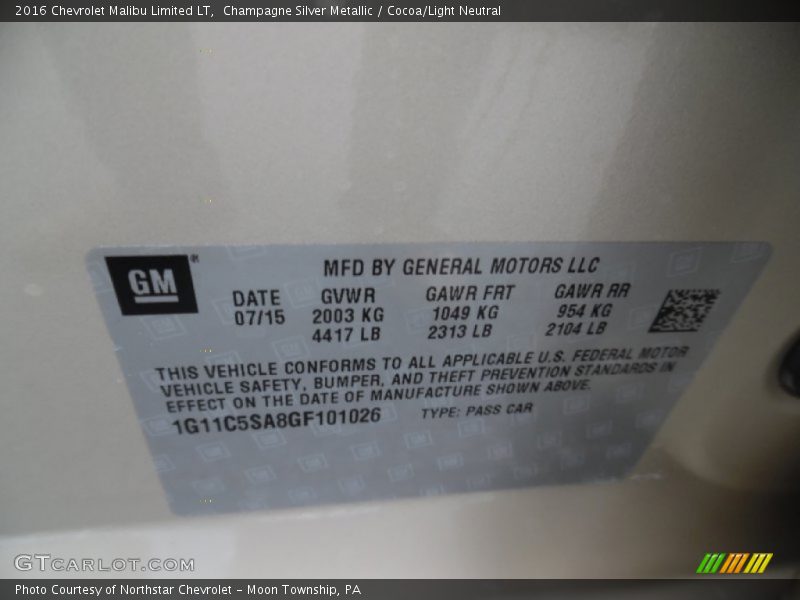 2016 Chevrolet Malibu Limited LT, Champagne Silver Metallic / Cocoa/Light Neutral
GM®
MFD BY GENERAL MOTORS LLC
DATE GVWR GAWR FRT GAWR RR
07/15 2003 KG 1049 KG 954 KG
4417 LB 2313 LB 2104 LB
THIS VEHICLE CONFORMS TO ALL APPLICABLE U.S. FEDERAL MOTOR
VEHICLE SAFETY, BUMPER, AND THEFT PREVENTION STANDARDS IN
EFFECT ON THE DATE OF MANUFACTURE SHOWN ABOVE.
1G11C5SA8GF101026 TYPE: PASS CAR
GTCARLOT.COM
Photo Courtesy of Northstar Chevrolet – Moon Township, PA